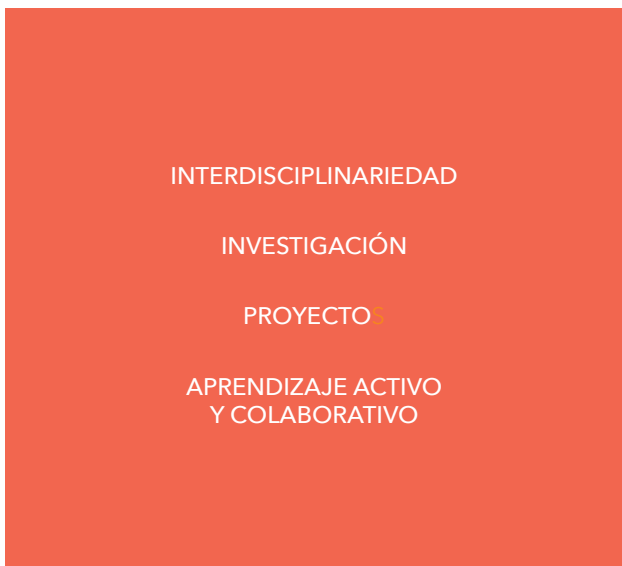 INTERDISCIPLINARIEDAD
INVESTIGACIÓN
PROYECTOS
APRENDIZAJE ACTIVO
Y COLABORATIVO